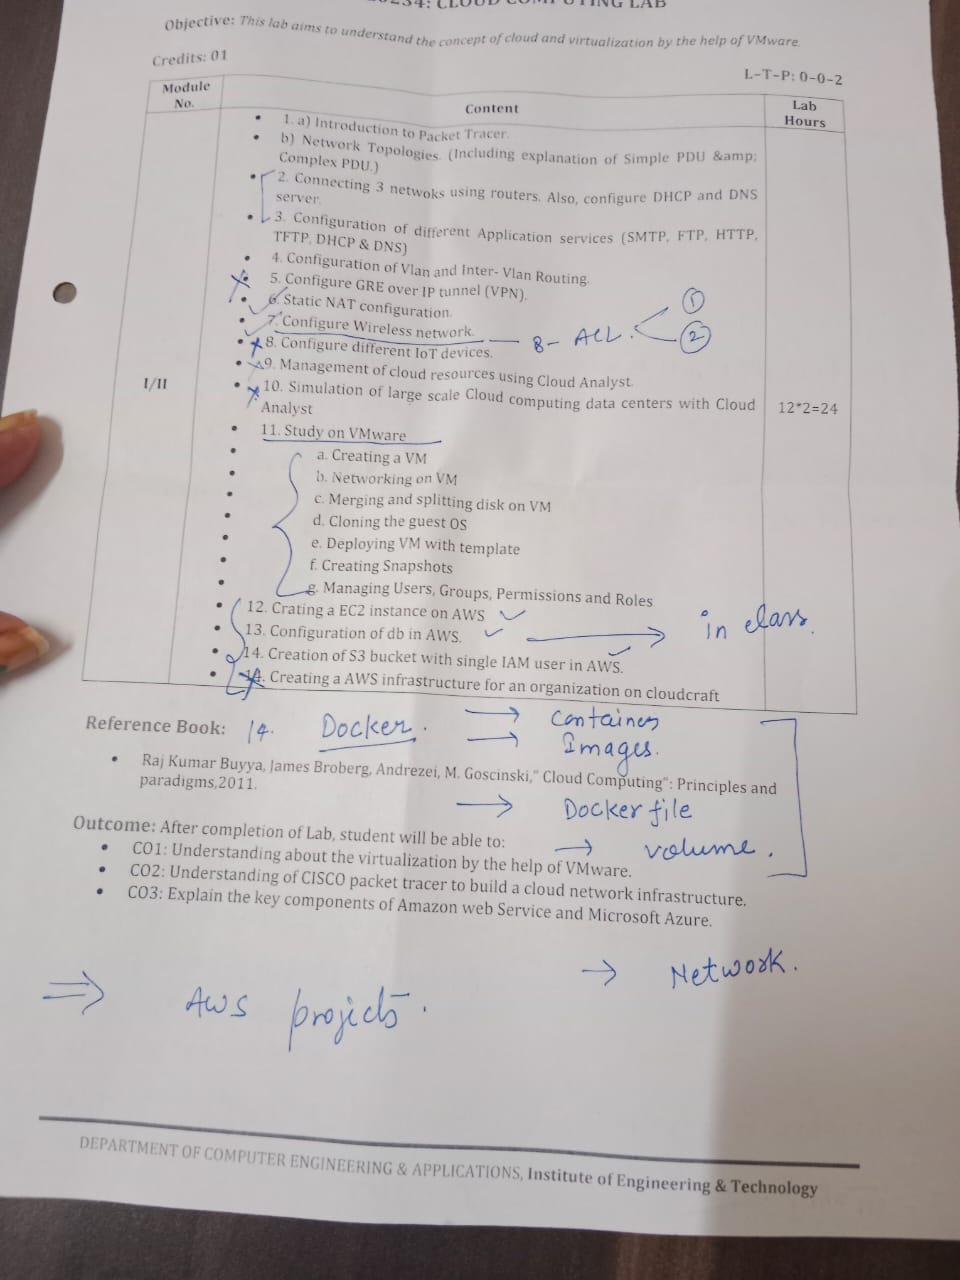 CLOUD COMPUTING LAB
Objective: This lab aims to understand the concept of cloud and virtualization by the help of VMware.
Credits: 01
L-T-P: 0-0-2
Module No.
Content
Lab Hours
• 1. a) Introduction to Packet Tracer.
• b) Network Topologies. (Including explanation of Simple PDU &amp;
Complex PDU.)
• 2. Connecting 3 netwoks using routers. Also, configure DHCP and DNS
server.
• 3. Configuration of different Application services (SMTP, FTP, HTTP,
TFTP, DHCP & DNS)
• 4. Configuration of Vlan and Inter- Vlan Routing.
• 5. Configure GRE over IP tunnel (VPN).
• 6. Static NAT configuration.
• 7. Configure Wireless network.
8- ACL. 1
2
• 8. Configure different IoT devices.
• 9. Management of cloud resources using Cloud Analyst.
I/II
• 10. Simulation of large scale Cloud computing data centers with Cloud
Analyst
12*2=24
• 11. Study on VMware
• a. Creating a VM
• b. Networking on VM
• c. Merging and splitting disk on VM
• d. Cloning the guest OS
• e. Deploying VM with template
• f. Creating Snapshots
• g. Managing Users, Groups, Permissions and Roles
• 12. Crating a EC2 instance on AWS
• 13. Configuration of db in AWS.
in class.
• 14. Creation of S3 bucket with single IAM user in AWS.
• Creating a AWS infrastructure for an organization on cloudcraft
Reference Book: 14. Docker. → Containers
→ Images.
• Raj Kumar Buyya, James Broberg, Andrezei, M. Goscinski," Cloud Computing": Principles and
paradigms,2011.
→ Docker file
Outcome: After completion of Lab, student will be able to:
→ volume.
• CO1: Understanding about the virtualization by the help of VMware.
• CO2: Understanding of CISCO packet tracer to build a cloud network infrastructure.
• CO3: Explain the key components of Amazon web Service and Microsoft Azure.
→ Network.
⇒ AWS projects.
DEPARTMENT OF COMPUTER ENGINEERING & APPLICATIONS, Institute of Engineering & Technology